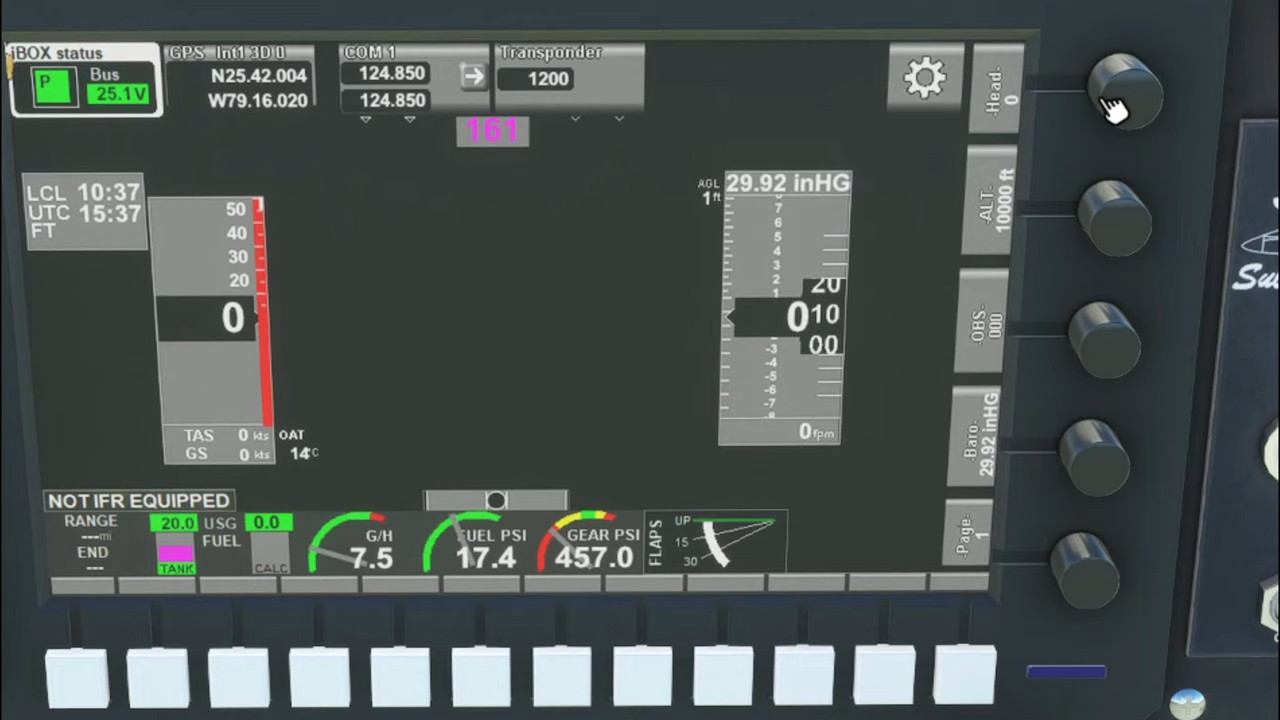 iBOX status
P
Bus
25.1V
GPS Int1 3D 0
N25.42.004
W79.16.020
COM 1
124.850
124.850
Transponder
1200
161
-Head-
0
-ALT-
10000 ft
-OBS-
000
-Baro-
29.92 inHG
-Page-
1
LCL 10:37
UTC 15:37
FT
50
40
30
20
0
TAS 0 kts
GS 0 kts
OAT
14°C
AGL
1ft
29.92 inHG
7
6
5
4
3
2
1
0
20
10
00
-3
-4
-5
-6
-7
0fpm
NOT IFR EQUIPPED
RANGE
---mi
END
---
20.0 USG 0.0
FUEL
TANK
CALC
G/H
7.5
FUEL PSI
17.4
GEAR PSI
457.0
FLAPS
UP
15
30